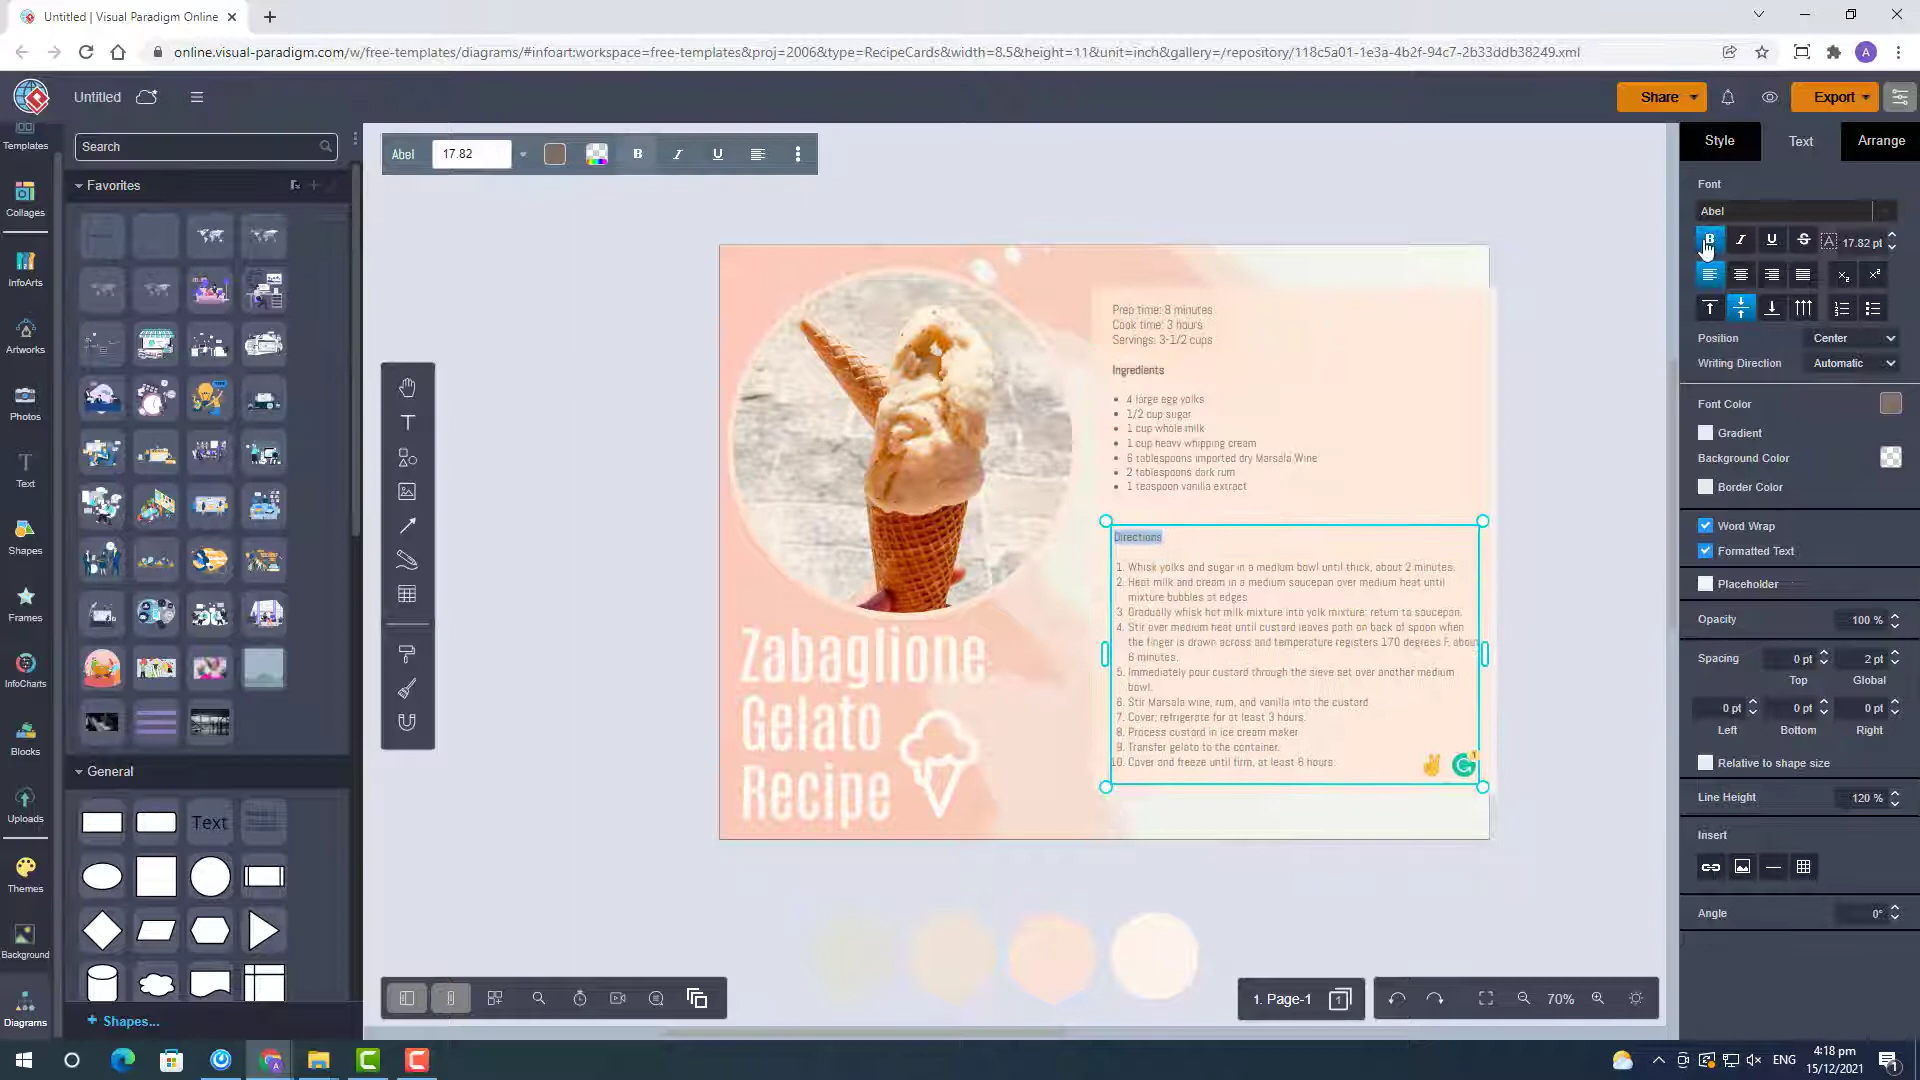 Untitled | Visual Paradigm Online
online.visual-paradigm.com/w/free-templates/diagrams/#infoart:workspace=free-templates&proj=2006&type=RecipeCards&width=8.5&height=11&unit=inch&gallery=/repository/118c5a01-1e3a-4b2f-94c7-2b33ddb38249.xml
A
Untitled
Share
Export
Templates
Collages
InfoArts
Artworks
Photos
Text
Shapes
Frames
InfoCharts
Blocks
Uploads
Themes
Background
Diagrams
Search
Favorites
General
Text
+ Shapes...
Abel
17.82
B
I
U
T
Zabaglione
Gelato
Recipe
Prep time: 8 minutes
Cook time: 3 hours
Servings: 3-1/2 cups
Ingredients
• 4 large egg yolks
• 1/2 cup sugar
• 1 cup whole milk
• 1 cup heavy whipping cream
• 6 tablespoons imported dry Marsala Wine
• 2 tablespoons dark rum
• 1 teaspoon vanilla extract
Directions
1. Whisk yolks and sugar in a medium bowl until thick, about 2 minutes.
2. Heat milk and cream in a medium saucepan over medium heat until
mixture bubbles at edges
3. Gradually whisk hot milk mixture into yolk mixture; return to saucepan.
4. Stir over medium heat until custard leaves path on back of spoon when
the finger is drawn across and temperature registers 170 degrees F, about
6 minutes.
5. Immediately pour custard through the sieve set over another medium
bowl.
6. Stir Marsala wine, rum, and vanilla into the custard
7. Cover; refrigerate for at least 3 hours.
8. Process custard in ice cream maker
9. Transfer gelato to the container.
10. Cover and freeze until firm, at least 6 hours.
1. Page-1
1
70%
Style
Text
Arrange
Font
Abel
B
I
U
S
A
17.82 pt
Position
Center
Writing Direction
Automatic
Font Color
Gradient
Background Color
Border Color
Word Wrap
Formatted Text
Placeholder
Opacity
100 %
Spacing
0 pt
2 pt
Top
Global
0 pt
0 pt
0 pt
Left
Bottom
Right
Relative to shape size
Line Height
120 %
Insert
Angle
0°
ENG
4:18 pm
15/12/2021
1